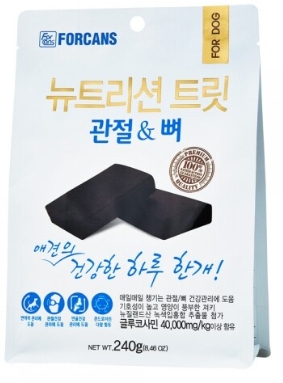 FORCANS
FOR DOG
뉴트리션 트릿
관절 & 뼈
PREMIUM
100%
QUALITY
애견의
건강한 하루 한개!
매일매일 챙기는 관절/뼈 건강관리에 도움
기호성이 높고 영양이 풍부한 저키
뉴질랜드산 녹색입홍합 추출물 첨가
글루코사민 40,000mg/kg이상 함유
NET WT. 240g(8,46 OZ)